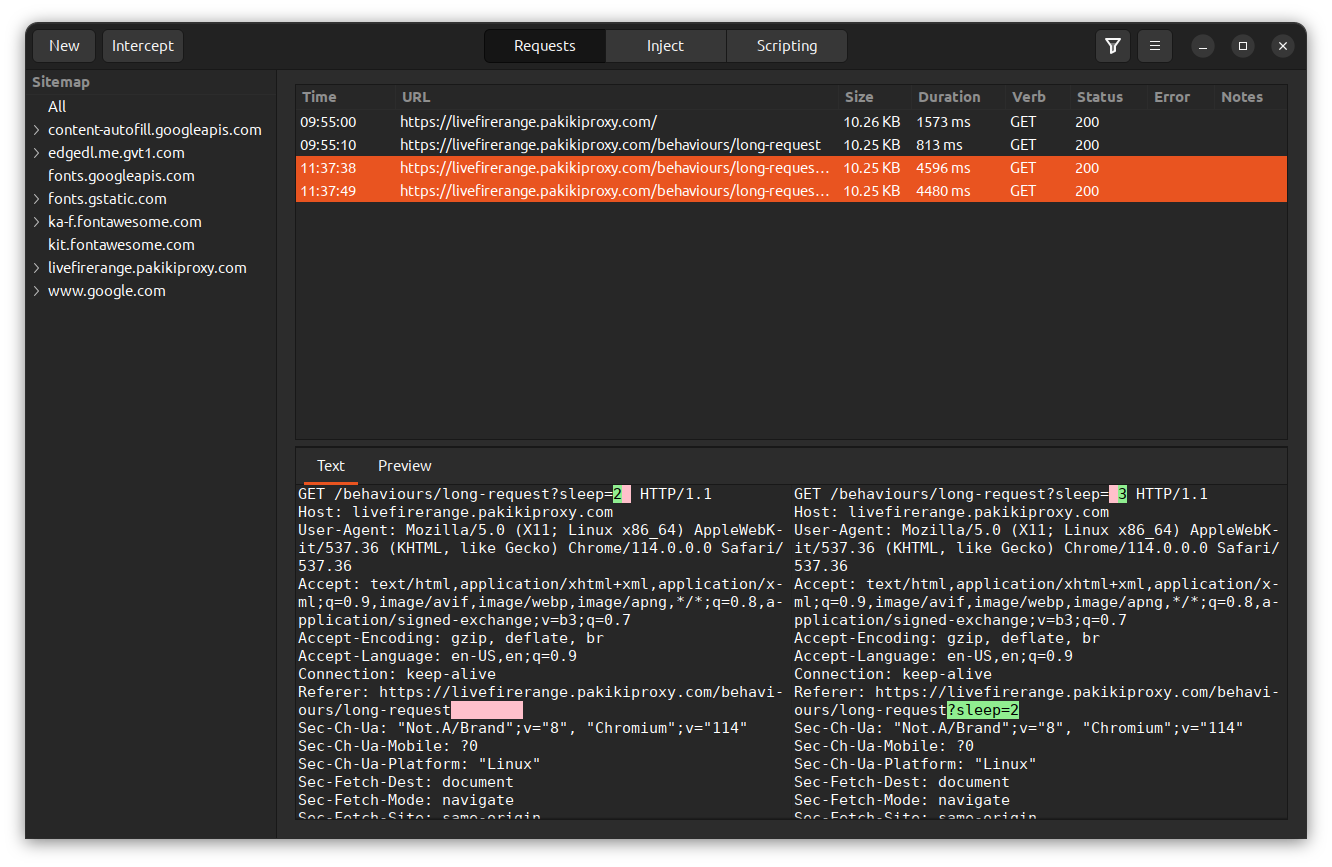 New Intercept Requests Inject Scripting
Sitemap
All
content-autofill.googleapis.com
edgedl.me.gvt1.com
fonts.googleapis.com
fonts.gstatic.com
ka-f.fontawesome.com
kit.fontawesome.com
livefirerange.pakikiproxy.com
www.google.com
Time URL Size Duration Verb Status Error Notes
09:55:00 https://livefirerange.pakikiproxy.com/ 10.26 KB 1573 ms GET 200
09:55:10 https://livefirerange.pakikiproxy.com/behaviours/long-request 10.25 KB 813 ms GET 200
11:37:38 https://livefirerange.pakikiproxy.com/behaviours/long-reques... 10.25 KB 4596 ms GET 200
11:37:49 https://livefirerange.pakikiproxy.com/behaviours/long-reques... 10.25 KB 4480 ms GET 200
Text Preview
GET /behaviours/long-request?sleep=2  HTTP/1.1
Host: livefirerange.pakikiproxy.com
User-Agent: Mozilla/5.0 (X11; Linux x86_64) AppleWebK-
it/537.36 (KHTML, like Gecko) Chrome/114.0.0.0 Safari/
537.36
Accept: text/html,application/xhtml+xml,application/x-
ml;q=0.9,image/avif,image/webp,image/apng,*/*;q=0.8,a-
pplication/signed-exchange;v=b3;q=0.7
Accept-Encoding: gzip, deflate, br
Accept-Language: en-US,en;q=0.9
Connection: keep-alive
Referer: https://livefirerange.pakikiproxy.com/behavi-
ours/long-request
Sec-Ch-Ua: "Not.A/Brand";v="8", "Chromium";v="114"
Sec-Ch-Ua-Mobile: ?0
Sec-Ch-Ua-Platform: "Linux"
Sec-Fetch-Dest: document
Sec-Fetch-Mode: navigate
Sec-Fetch-Site: same-origin
GET /behaviours/long-request?sleep= 3 HTTP/1.1
Host: livefirerange.pakikiproxy.com
User-Agent: Mozilla/5.0 (X11; Linux x86_64) AppleWebK-
it/537.36 (KHTML, like Gecko) Chrome/114.0.0.0 Safari/
537.36
Accept: text/html,application/xhtml+xml,application/x-
ml;q=0.9,image/avif,image/webp,image/apng,*/*;q=0.8,a-
pplication/signed-exchange;v=b3;q=0.7
Accept-Encoding: gzip, deflate, br
Accept-Language: en-US,en;q=0.9
Connection: keep-alive
Referer: https://livefirerange.pakikiproxy.com/behavi-
ours/long-request?sleep=2
Sec-Ch-Ua: "Not.A/Brand";v="8", "Chromium";v="114"
Sec-Ch-Ua-Mobile: ?0
Sec-Ch-Ua-Platform: "Linux"
Sec-Fetch-Dest: document
Sec-Fetch-Mode: navigate
Sec-Fetch-Site: same-origin